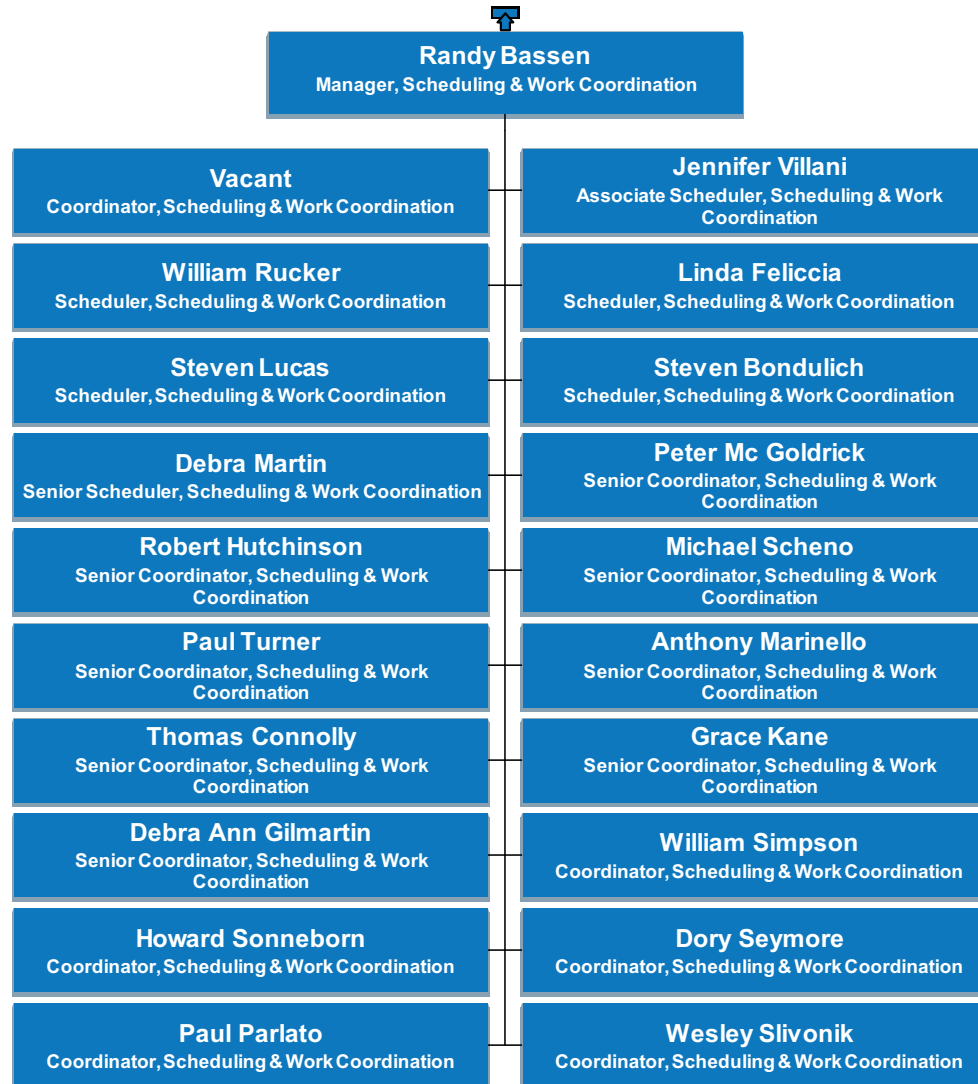 Randy Bassen
Manager, Scheduling & Work Coordination
Vacant
Coordinator, Scheduling & Work Coordination
Jennifer Villani
Associate Scheduler, Scheduling & Work
Coordination
William Rucker
Scheduler, Scheduling & Work Coordination
Linda Feliccia
Scheduler, Scheduling & Work Coordination
Steven Lucas
Scheduler, Scheduling & Work Coordination
Steven Bondulich
Scheduler, Scheduling & Work Coordination
Debra Martin
Senior Scheduler, Scheduling & Work Coordination
Peter Mc Goldrick
Senior Coordinator, Scheduling & Work
Coordination
Robert Hutchinson
Senior Coordinator, Scheduling & Work
Coordination
Michael Scheno
Senior Coordinator, Scheduling & Work
Coordination
Paul Turner
Senior Coordinator, Scheduling & Work
Coordination
Anthony Marinello
Senior Coordinator, Scheduling & Work
Coordination
Thomas Connolly
Senior Coordinator, Scheduling & Work
Coordination
Grace Kane
Senior Coordinator, Scheduling & Work
Coordination
Debra Ann Gilmartin
Senior Coordinator, Scheduling & Work
Coordination
William Simpson
Coordinator, Scheduling & Work Coordination
Howard Sonneborn
Coordinator, Scheduling & Work Coordination
Dory Seymore
Coordinator, Scheduling & Work Coordination
Paul Parlato
Coordinator, Scheduling & Work Coordination
Wesley Slivonik
Coordinator, Scheduling & Work Coordination